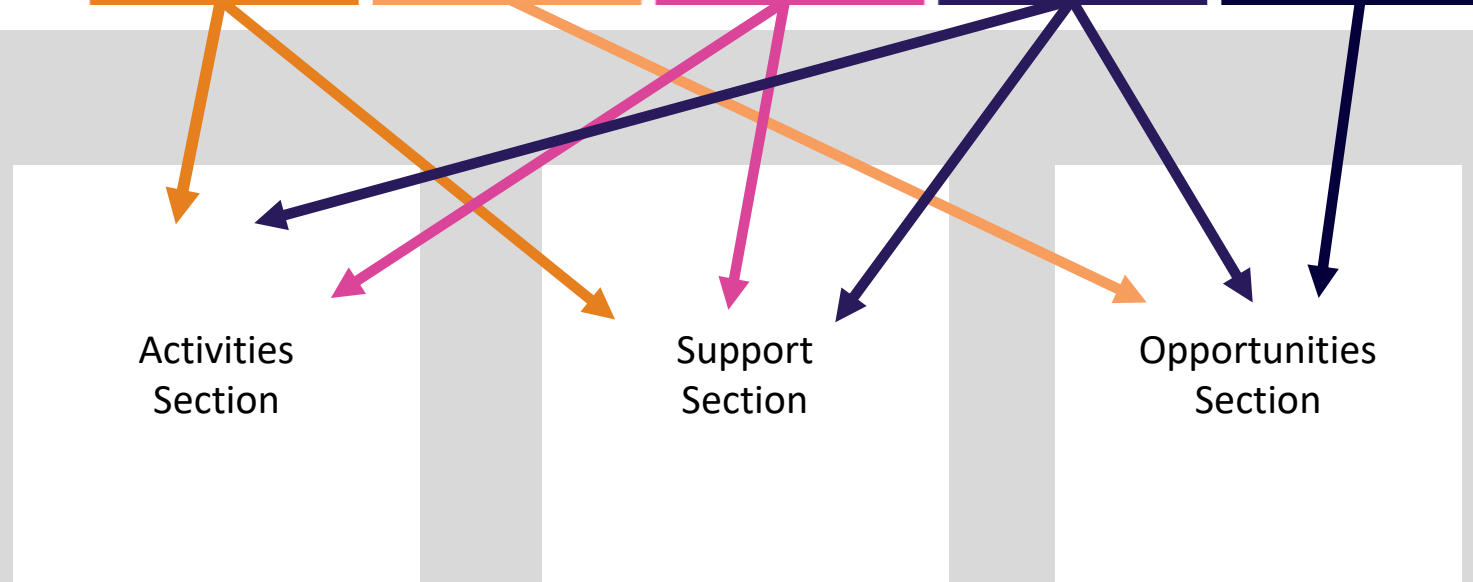 Activities
Section
Support
Section
Opportunities
Section